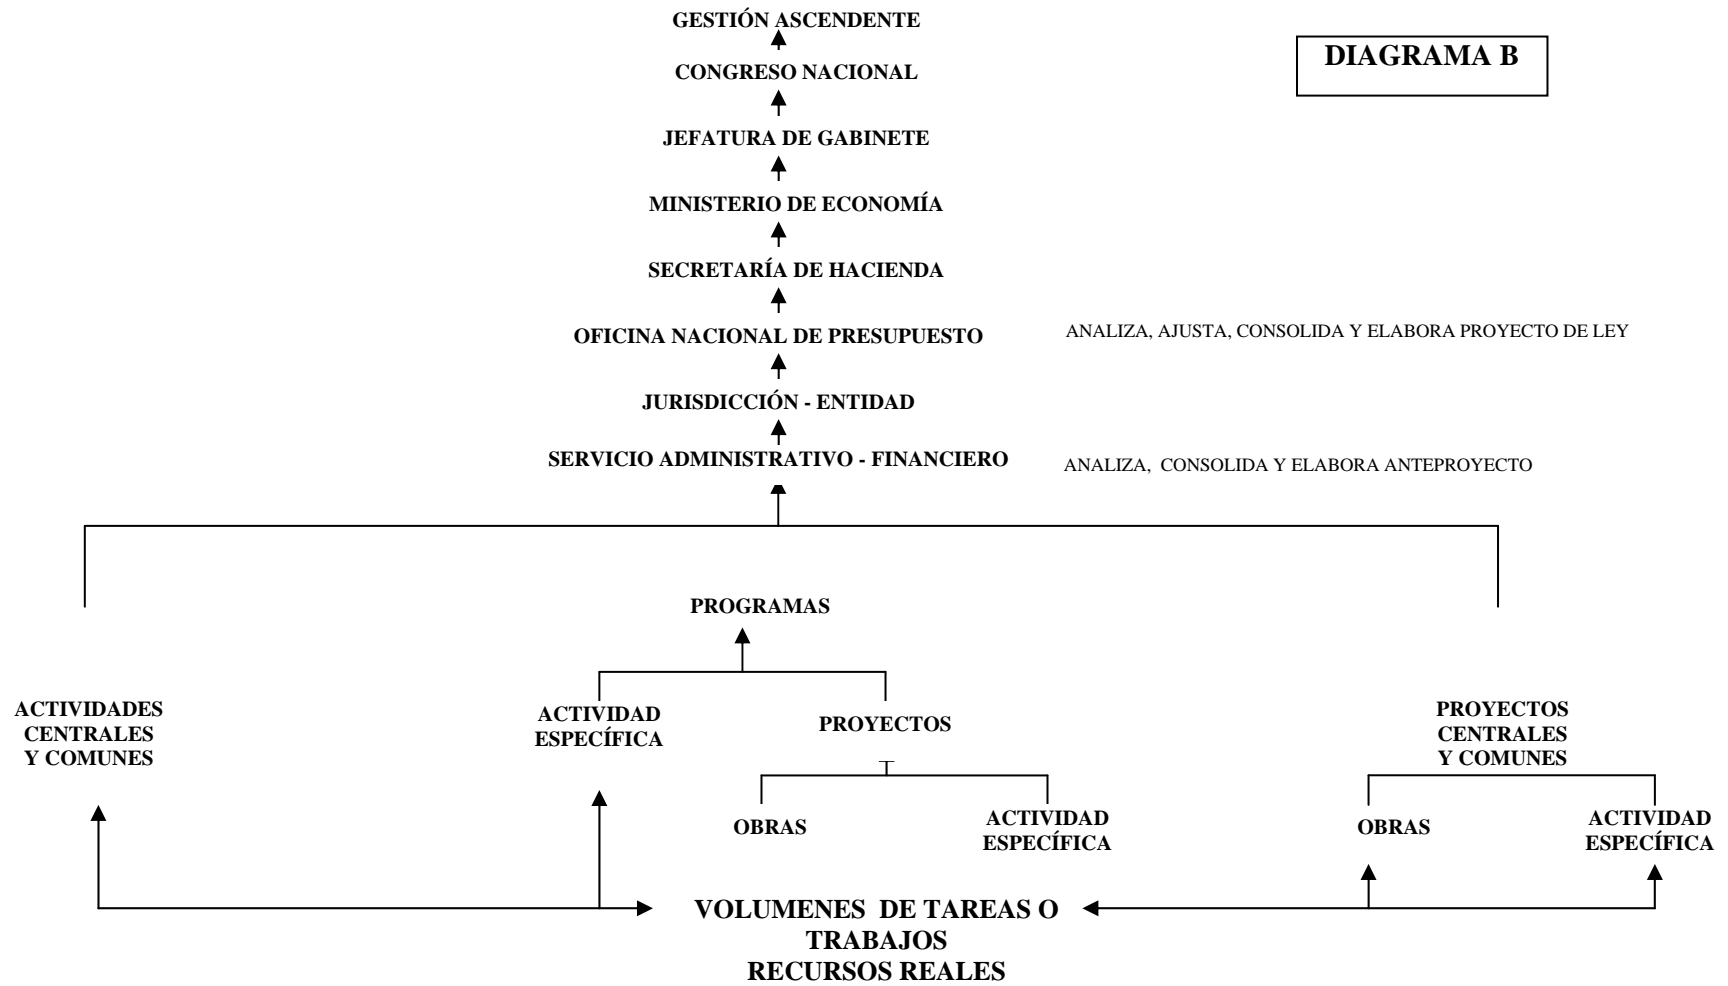 GESTIÓN ASCENDENTE
DIAGRAMA B
CONGRESO NACIONAL
JEFATURA DE GABINETE
MINISTERIO DE ECONOMÍA
SECRETARÍA DE HACIENDA
OFICINA NACIONAL DE PRESUPUESTO
ANALIZA, AJUSTA, CONSOLIDA Y ELABORA PROYECTO DE LEY
JURISDICCIÓN - ENTIDAD
SERVICIO ADMINISTRATIVO - FINANCIERO
ANALIZA, CONSOLIDA Y ELABORA ANTEPROYECTO
PROGRAMAS
ACTIVIDADES
CENTRALES
Y COMUNES
ACTIVIDAD
ESPECÍFICA
PROYECTOS
PROYECTOS
CENTRALES
Y COMUNES
OBRAS
ACTIVIDAD
ESPECÍFICA
OBRAS
ACTIVIDAD
ESPECÍFICA
VOLUMENES DE TAREAS O
TRABAJOS
RECURSOS REALES